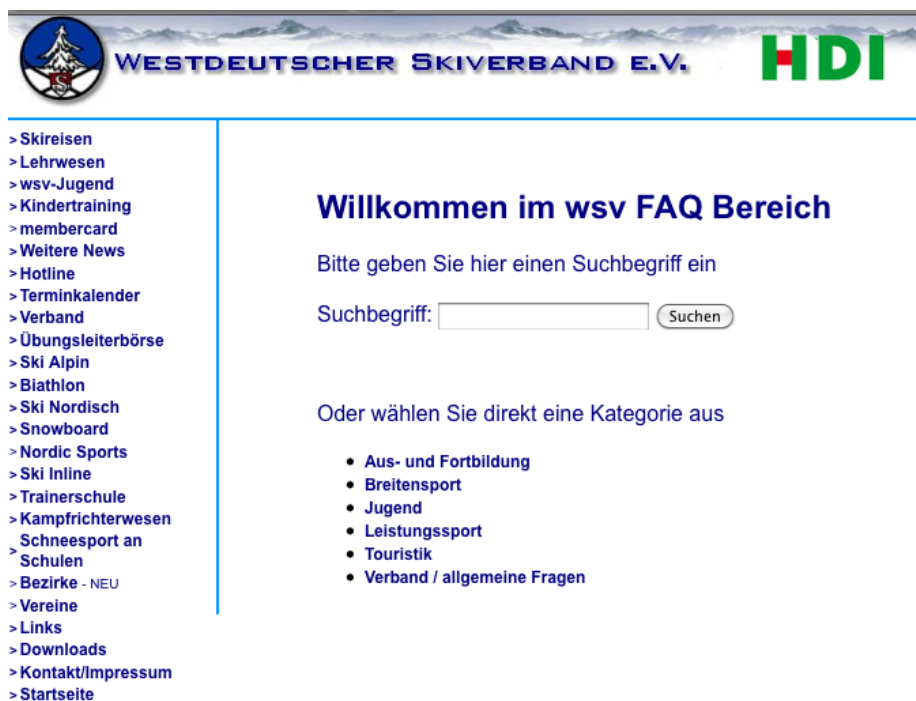 WESTDEUTSCHER SKIVERBAND E.V.
HDI
> Skireisen
> Lehrwesen
> wsv-Jugend
> Kindertraining
> membercard
> Weitere News
> Hotline
> Terminkalender
> Verband
> Übungsleiterbörse
> Ski Alpin
> Biathlon
> Ski Nordisch
> Snowboard
> Nordic Sports
> Ski Inline
> Trainerschule
> Kampfrichterwesen
> Schneesport an
Schulen
> Bezirke - NEU
> Vereine
> Links
> Downloads
> Kontakt/Impressum
> Startseite
Willkommen im wsv FAQ Bereich
Bitte geben Sie hier einen Suchbegriff ein
Suchbegriff: Suchen
Oder wählen Sie direkt eine Kategorie aus
• Aus- und Fortbildung
• Breitensport
• Jugend
• Leistungssport
• Touristik
• Verband / allgemeine Fragen